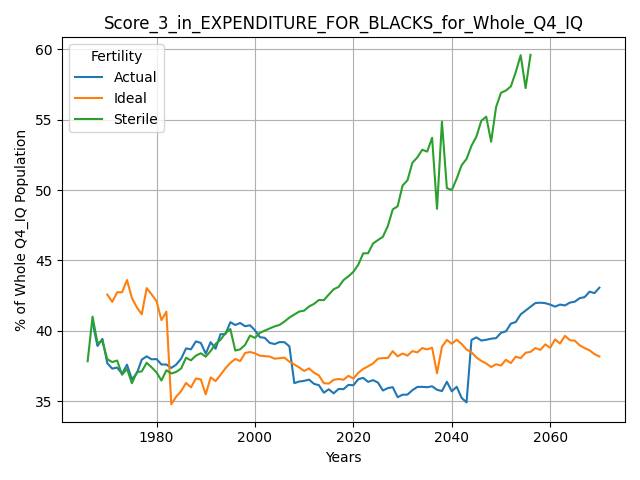 Score_3_in_EXPENDITURE_FOR_BLACKS_for_Whole_Q4_IQ
60
55
50
45
40
35
% of Whole Q4_IQ Population
Fertility
Actual
Ideal
Sterile
1980
2000
2020
2040
2060
Years